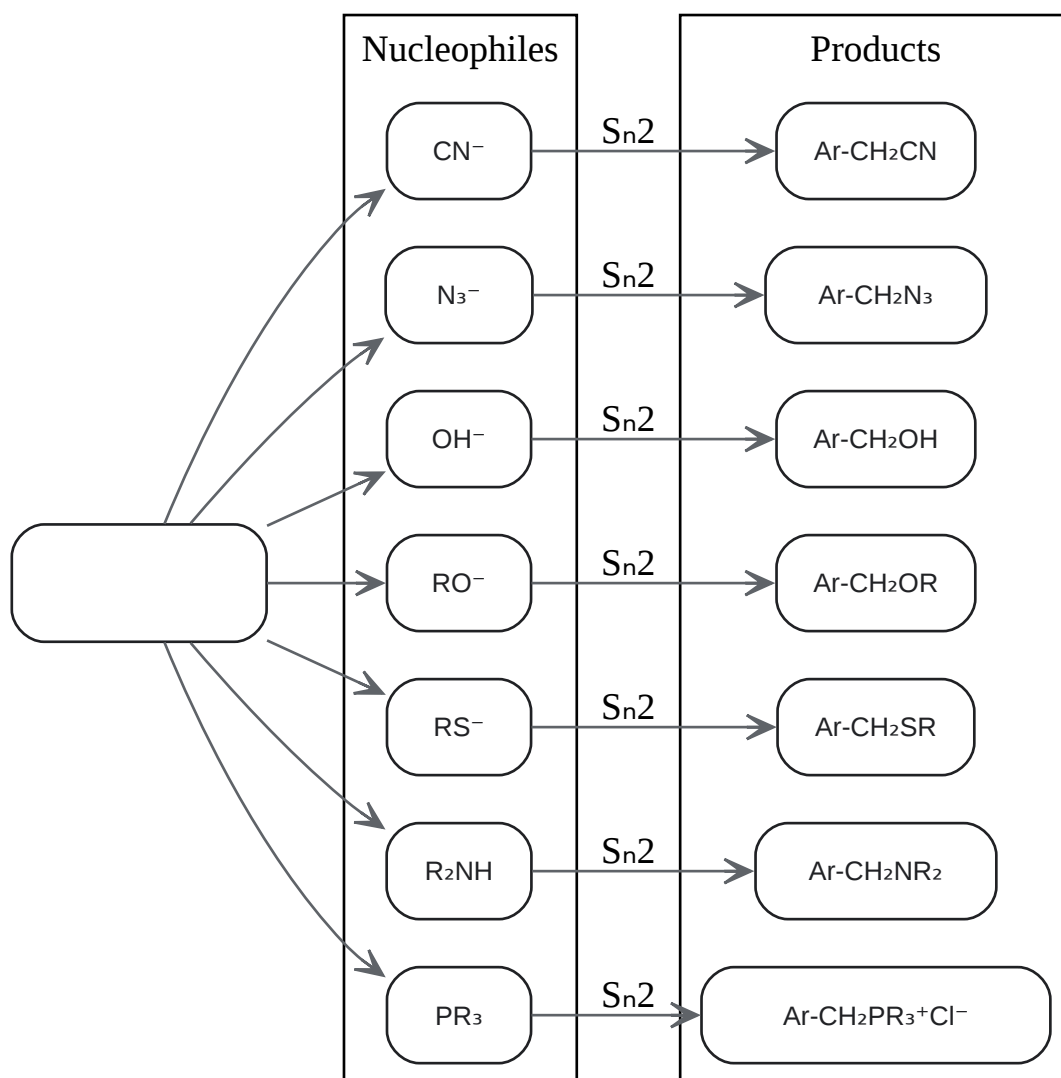 Nucleophiles
Products
CN⁻
Sₙ2
Ar-CH₂CN
N₃⁻
Sₙ2
Ar-CH₂N₃
OH⁻
Sₙ2
Ar-CH₂OH
RO⁻
Sₙ2
Ar-CH₂OR
RS⁻
Sₙ2
Ar-CH₂SR
R₂NH
Sₙ2
Ar-CH₂NR₂
PR₃
Sₙ2
Ar-CH₂PR₃⁺Cl⁻